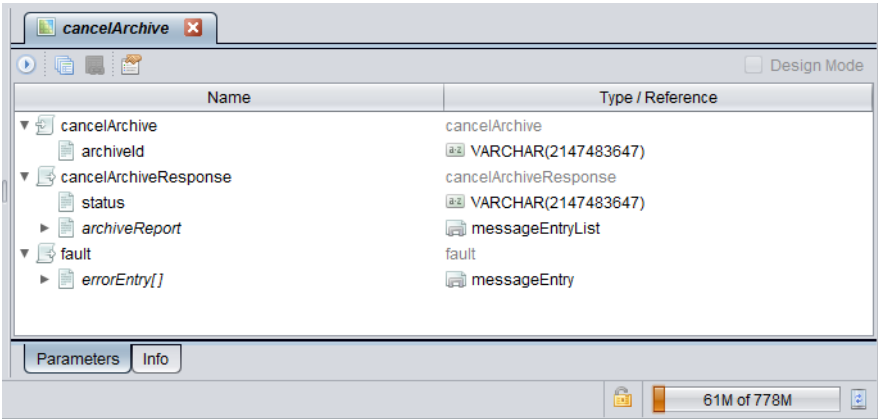 cancelArchive
Design Mode
Name Type / Reference
cancelArchive cancelArchive
archiveId a-z VARCHAR(2147483647)
cancelArchiveResponse cancelArchiveResponse
status a-z VARCHAR(2147483647)
archiveReport messageEntryList
fault fault
errorEntry[] messageEntry
Parameters Info
61M of 778M